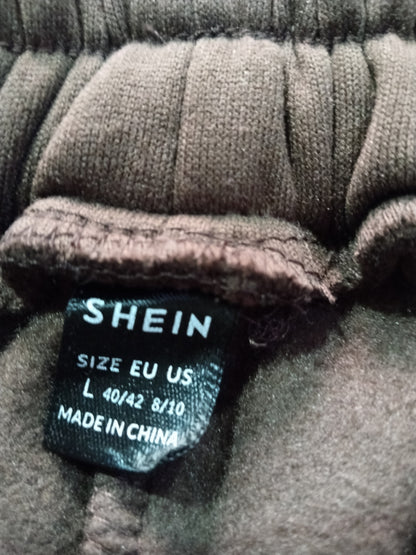 SHEIN
SIZE EU US
L 40/42 8/10
MADE IN CHINA